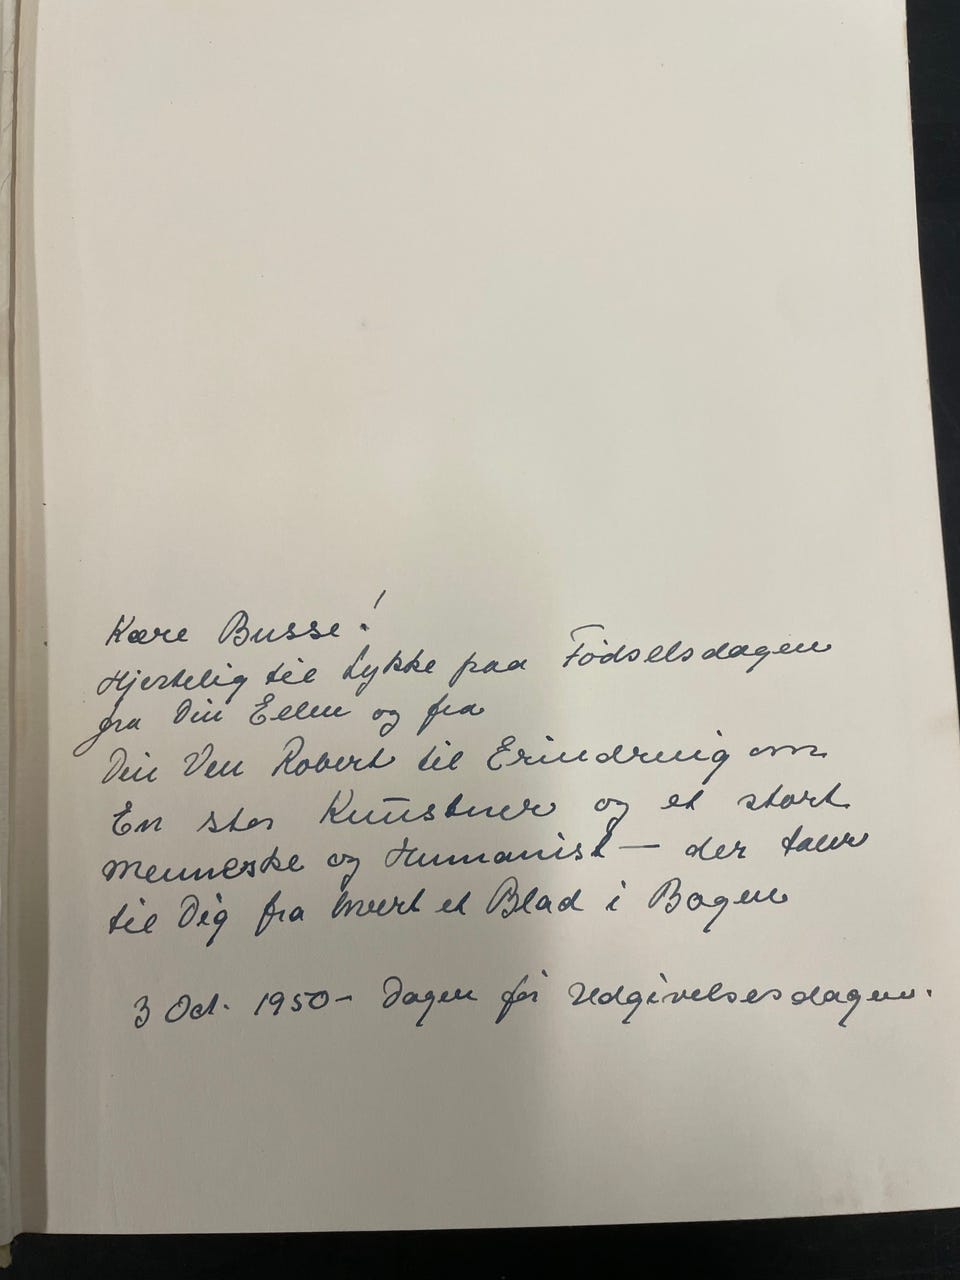 Kære Busse!
Hjertelig til Lykke paa Fødselsdagen
fra Din Ellen og fra
Din Ven Robert til Erindring om
En stor Kunstner og et stort
Menneske og Humanist — der taler
til Dig fra hvert et Blad i Bogen
3 Oct. 1950 - Dagen før Udgivelsesdagen.